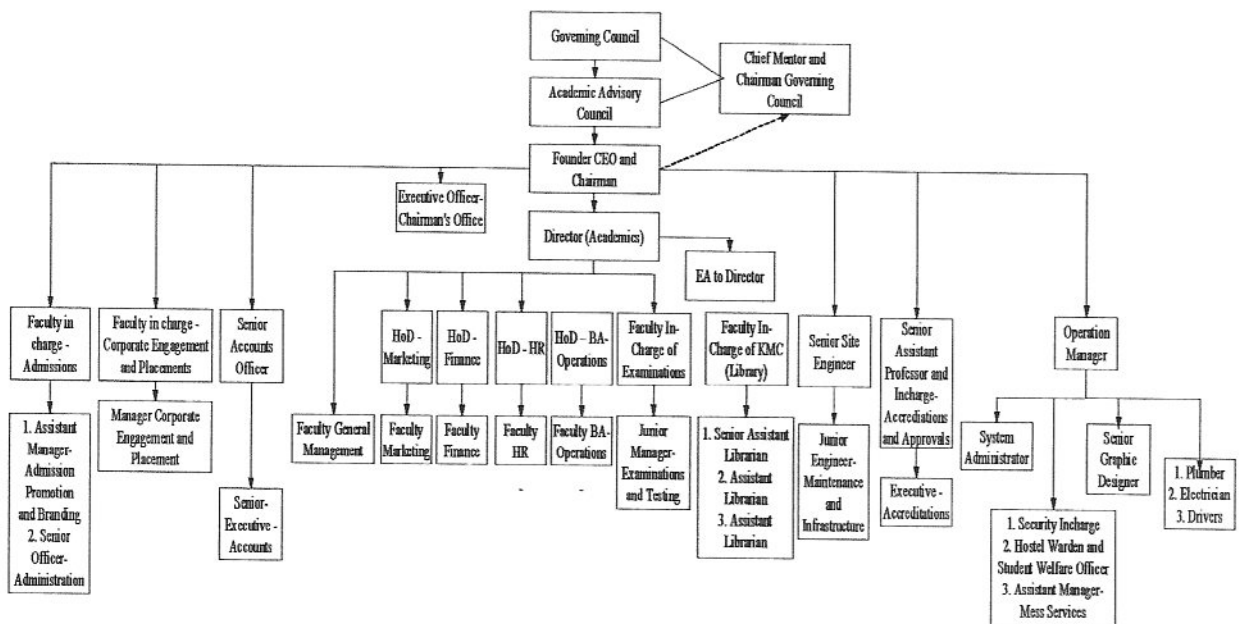 Governing Council
Chief Mentor and
Chairman Governing
Council
Academic Advisory
Council
Founder CEO and
Chairman
Executive Officer-
Chairman's Office
Director (Academics)
EA to Director
Faculty in
charge -
Admissions
Faculty in charge -
Corporate Engagement
and Placements
Senior
Accounts
Officer
HoD -
Marketing
HoD -
Finance
HoD - HR
HoD – BA-
Operations
Faculty In-
Charge of
Examinations
Faculty In-
Charge of KMC
(Library)
Senior Site
Engineer
Senior
Assistant
Professor and
Incharge-
Accrediations
and Approvals
Operation
Manager
1. Assistant
Manager-
Admission
Promotion
and Branding
2. Senior
Officer-
Administration
Manager Corporate
Engagement and
Placement
Senior-
Executive -
Accounts
Faculty General
Management
Faculty
Marketing
Faculty
Finance
Faculty
HR
Faculty BA-
Operations
Junior
Manager-
Examinations
and Testing
1. Senior Assistant
Librarian
2. Assistant
Librarian
3. Assistant
Librarian
Junior
Engineer-
Maintenance
and
Infrastructure
Executive -
Accreditations
System
Administrator
1. Security Incharge
2. Hostel Warden and
Student Welfare Officer
3. Assistant Manager-
Mess Services
Senior
Graphic
Designer
1. Plumber
2. Electrician
3. Drivers